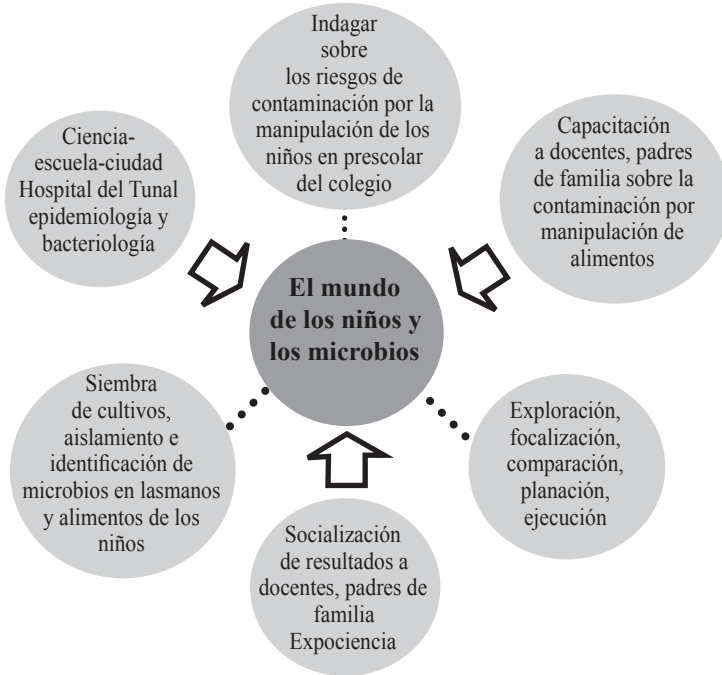 Indagar
sobre
los riesgos de
contaminación por la
manipulación de los
niños en prescolar
del colegio
Ciencia-
escuela-ciudad
Hospital del Tunal
epidemiología y
bacteriología
Capacitación
a docentes, padres
de familia sobre la
contaminación por
manipulación de
alimentos
El mundo
de los niños y
los microbios
Siembra
de cultivos,
aislamiento e
identificación de
microbios en lasmanos
y alimentos de los
niños
Exploración,
focalización,
comparación,
planación,
ejecución
Socialización
de resultados a
docentes, padres de
familia
Expociencia